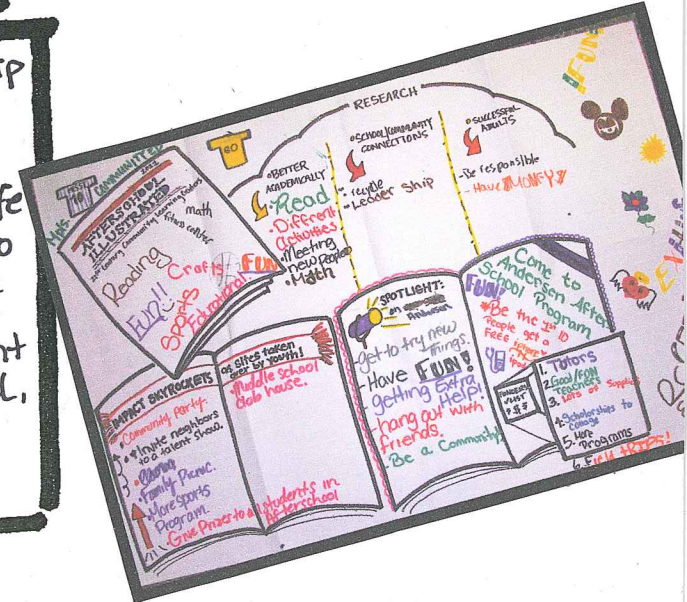 RESEARCH
• BETTER
ACADEMICALLY
• Read
• Diffrent
activities
• Meeting
new people
• Math
• SCHOOL/COMMUNITY
CONNECTIONS
- recycle
- Leader Ship
• SUCCESSFUL
ADULTS
- Be responsible
- Have $MONEY$
FUN
GO
COMMUNITIES
AFTERSCHOOL
ILLUSTRATED
21st Century Community Learning Centers
math
Reading
Crafts
FUN!!
Sports
Educational
FUN
IMPACT SKYROCKETS
• Community Party.
• Invite neighbors
to a talent show.
• Family Picnic.
• More Sports
Program.
- Give Prizes to all students in
Afterschool
as sites taken
over by youth!
• Middle school
club house.
SPOTLIGHT:
on
Andersen
- get to try new
things.
- Have FUN!
- getting Extra
Help!
- hang out with
friends.
Be a Community
Come to
Andersen After
School Program
FUN!
*Be the 1st 10
People get a
FREE
FUNDERS
LIST
$$$
1. Tutors
2. Good/FUN
Teachers
3. Lots of Supplies
4. Scholorships to
College
5. More
Programs
6. Field tRiPS!